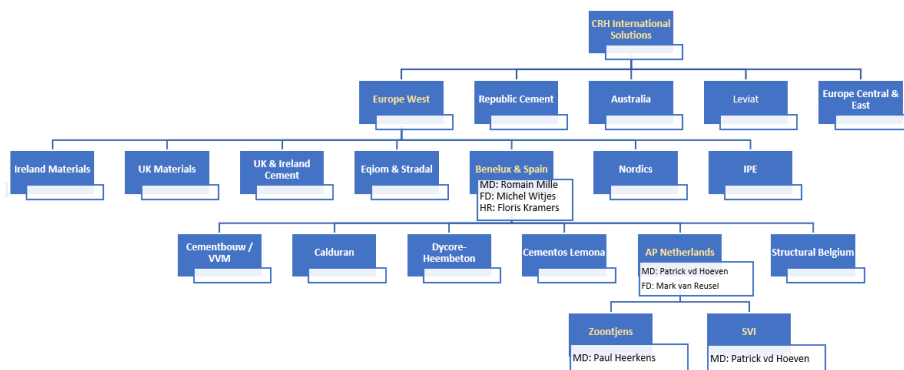 CRH International
Solutions
Europe West
Republic Cement
Australia
Leviat
Europe Central &
East
Ireland Materials
UK Materials
UK & Ireland
Cement
Eqiom & Stradal
Benelux & Spain
MD: Romain Mille
FD: Michel Witjes
HR: Floris Kramers
Nordics
IPE
Cementbouw /
VVM
Calduran
Dycore-
Heembeton
Cementos Lemona
AP Netherlands
MD: Patrick vd Hoeven
FD: Mark van Reusel
Structural Belgium
Zoontjens
MD: Paul Heerkens
SVI
MD: Patrick vd Hoeven